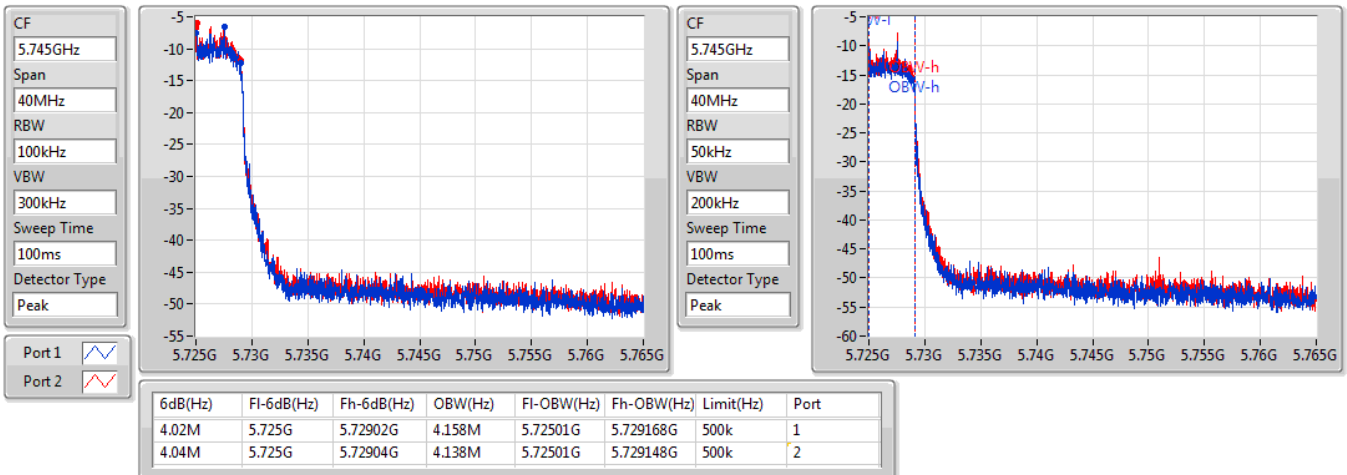 CF
5.745GHz
Span
40MHz
RBW
100kHz
VBW
300kHz
Sweep Time
100ms
Detector Type
Peak
Port 1
Port 2
-5
-10
-15
-20
-25
-30
-35
-40
-45
-50
-55
5.725G 5.73G 5.735G 5.74G 5.745G 5.75G 5.755G 5.76G 5.765G
CF
5.745GHz
Span
40MHz
RBW
50kHz
VBW
200kHz
Sweep Time
100ms
Detector Type
Peak
-5
-10
-15
-20
-25
-30
-35
-40
-45
-50
-55
-60
OBW-h
OBW-h
5.725G 5.73G 5.735G 5.74G 5.745G 5.75G 5.755G 5.76G 5.765G
6dB(Hz) Fl-6dB(Hz) Fh-6dB(Hz) OBW(Hz) Fl-OBW(Hz) Fh-OBW(Hz) Limit(Hz) Port
4.02M 5.725G 5.72902G 4.158M 5.72501G 5.729168G 500k 1
4.04M 5.725G 5.72904G 4.138M 5.72501G 5.729148G 500k 2